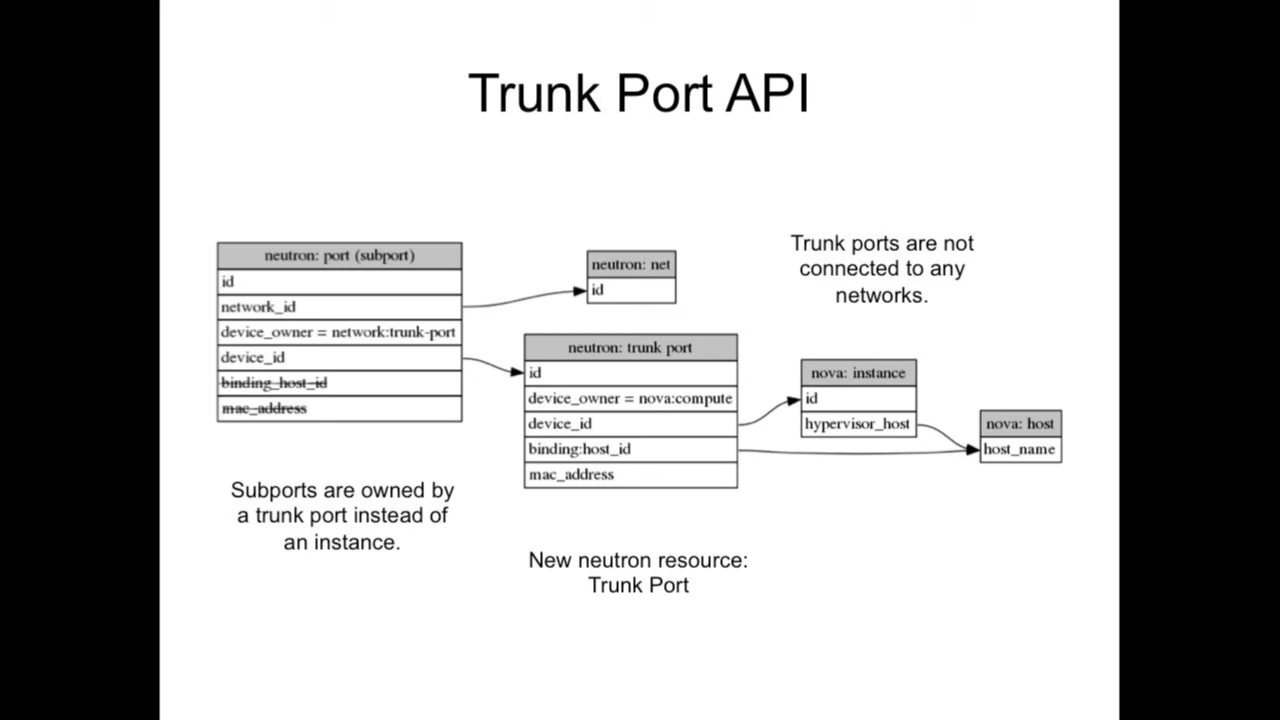 Trunk Port API
neutron: port (subport)
id
network_id
device_owner = network:trunk-port
device_id
binding_host_id
mac_address
neutron: net
id
Trunk ports are not
connected to any
networks.
neutron: trunk port
id
device_owner = nova:compute
device_id
binding:host_id
mac_address
nova: instance
id
hypervisor_host
nova: host
host_name
Subports are owned by
a trunk port instead of
an instance.
New neutron resource:
Trunk Port